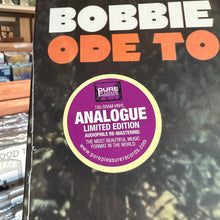 BOBBIE
ODE TO
PURE
PLEASURE
180 GRAM VINYL
ANALOGUE
LIMITED EDITION
AUDIOPHILE RE-MASTERING
THE MOST BEAUTIFUL MUSIC
FORMAT IN THE WORLD
www.purepleasurerecords.com